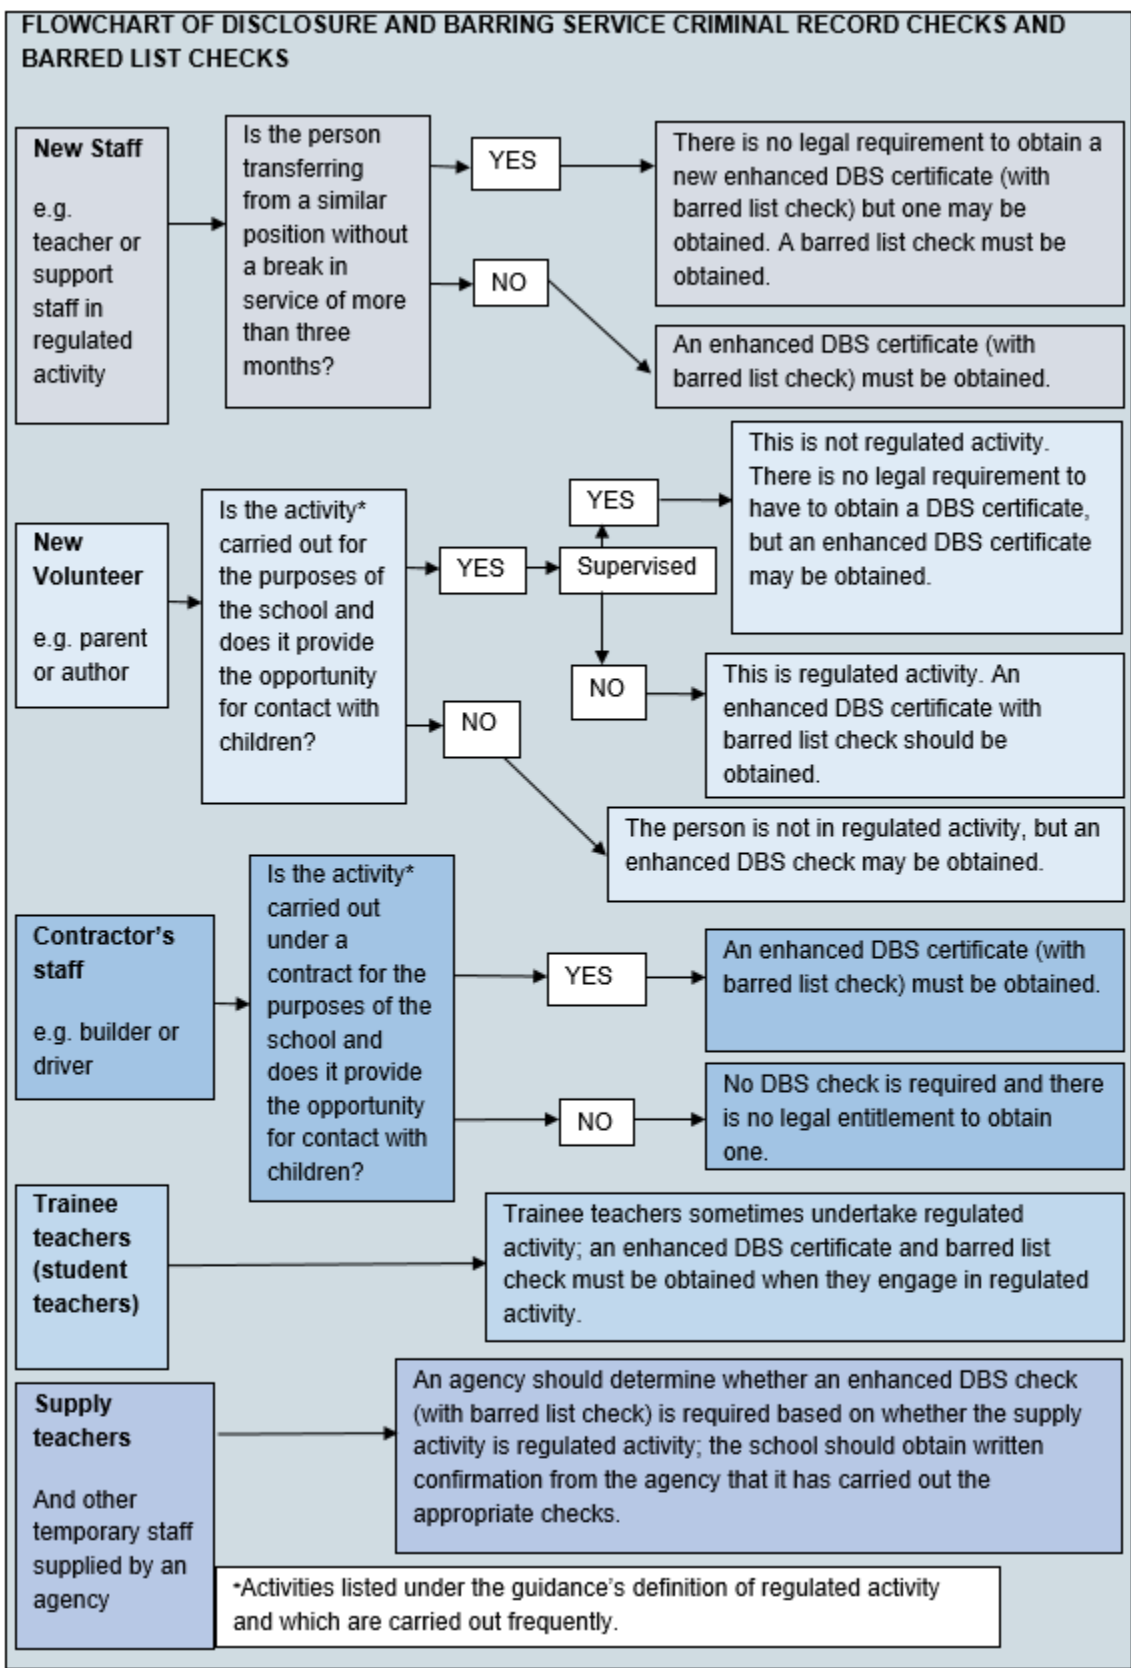 FLOWCHART OF DISCLOSURE AND BARRING SERVICE CRIMINAL RECORD CHECKS AND
BARRED LIST CHECKS
New Staff
e.g.
teacher or
support
staff in
regulated
activity
Is the person
transferring
from a similar
position without
a break in
service of more
than three
months?
YES
There is no legal requirement to obtain a
new enhanced DBS certificate (with
barred list check) but one may be
obtained. A barred list check must be
obtained.
NO
An enhanced DBS certificate (with
barred list check) must be obtained.
New
Volunteer
e.g. parent
or author
Is the activity*
carried out for
the purposes of
the school and
does it provide
the opportunity
for contact with
children?
YES
Supervised
YES
This is not regulated activity.
There is no legal requirement to
have to obtain a DBS certificate,
but an enhanced DBS certificate
may be obtained.
NO
This is regulated activity. An
enhanced DBS certificate with
barred list check should be
obtained.
NO
The person is not in regulated activity, but an
enhanced DBS check may be obtained.
Contractor's
staff
e.g. builder or
driver
Is the activity*
carried out
under a
contract for the
purposes of the
school and
does it provide
the opportunity
for contact with
children?
YES
An enhanced DBS certificate (with
barred list check) must be obtained.
NO
No DBS check is required and there
is no legal entitlement to obtain
one.
Trainee
teachers
(student
teachers)
Trainee teachers sometimes undertake regulated
activity; an enhanced DBS certificate and barred list
check must be obtained when they engage in regulated
activity.
Supply
teachers
And other
temporary staff
supplied by an
agency
An agency should determine whether an enhanced DBS check
(with barred list check) is required based on whether the supply
activity is regulated activity; the school should obtain written
confirmation from the agency that it has carried out the
appropriate checks.
*Activities listed under the guidance's definition of regulated activity
and which are carried out frequently.